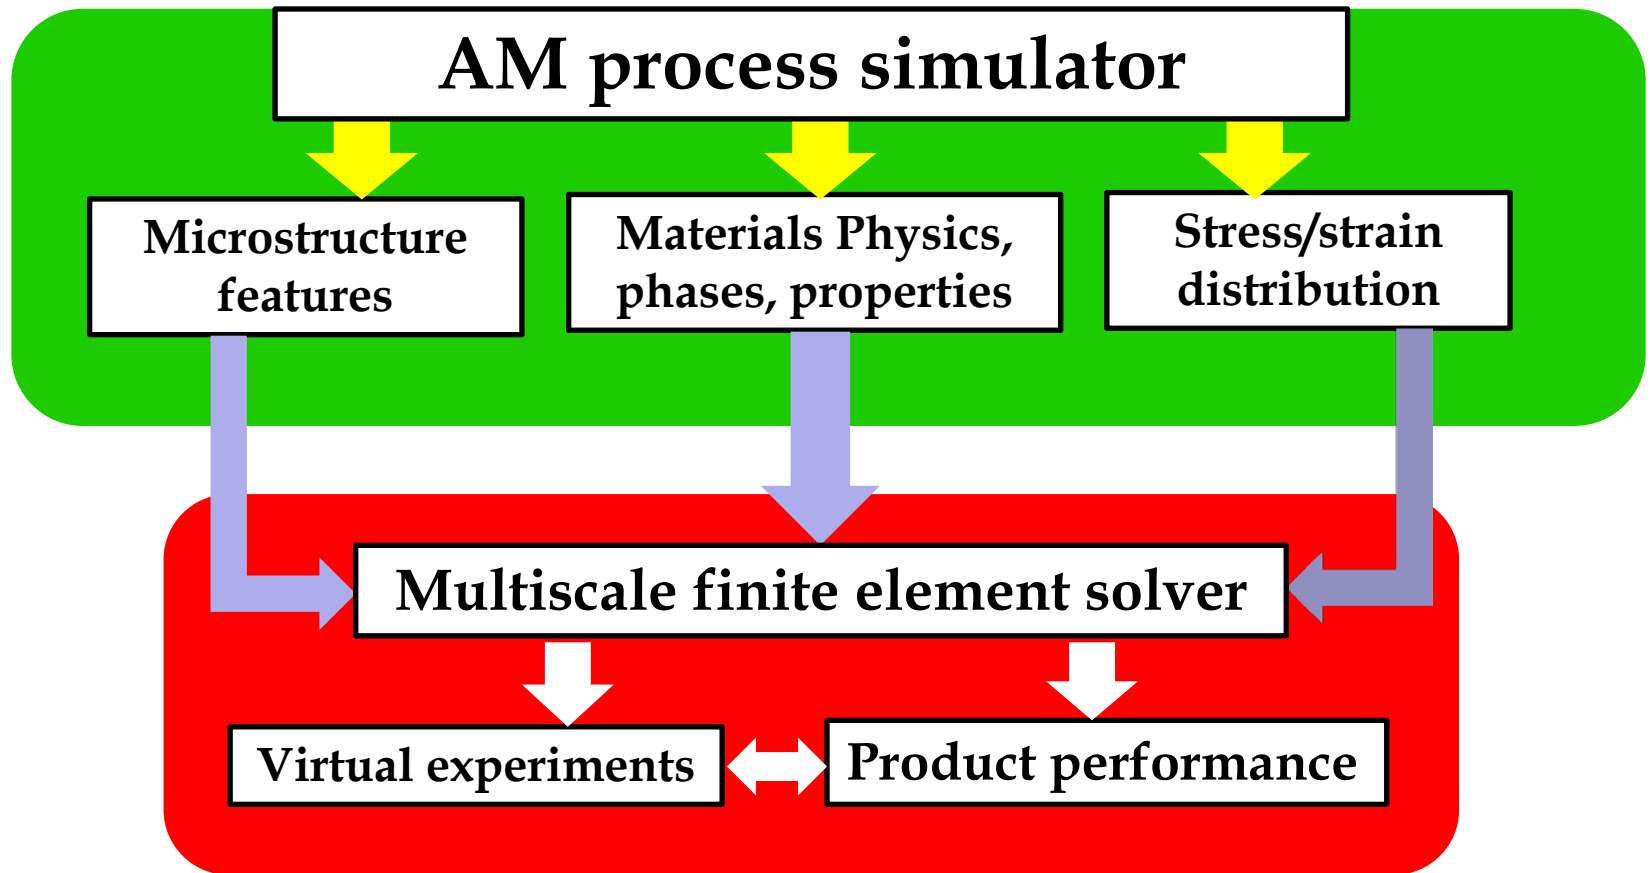 AM process simulator
Microstructure
features
Materials Physics,
phases, properties
Stress/strain
distribution
Multiscale finite element solver
Virtual experiments
Product performance